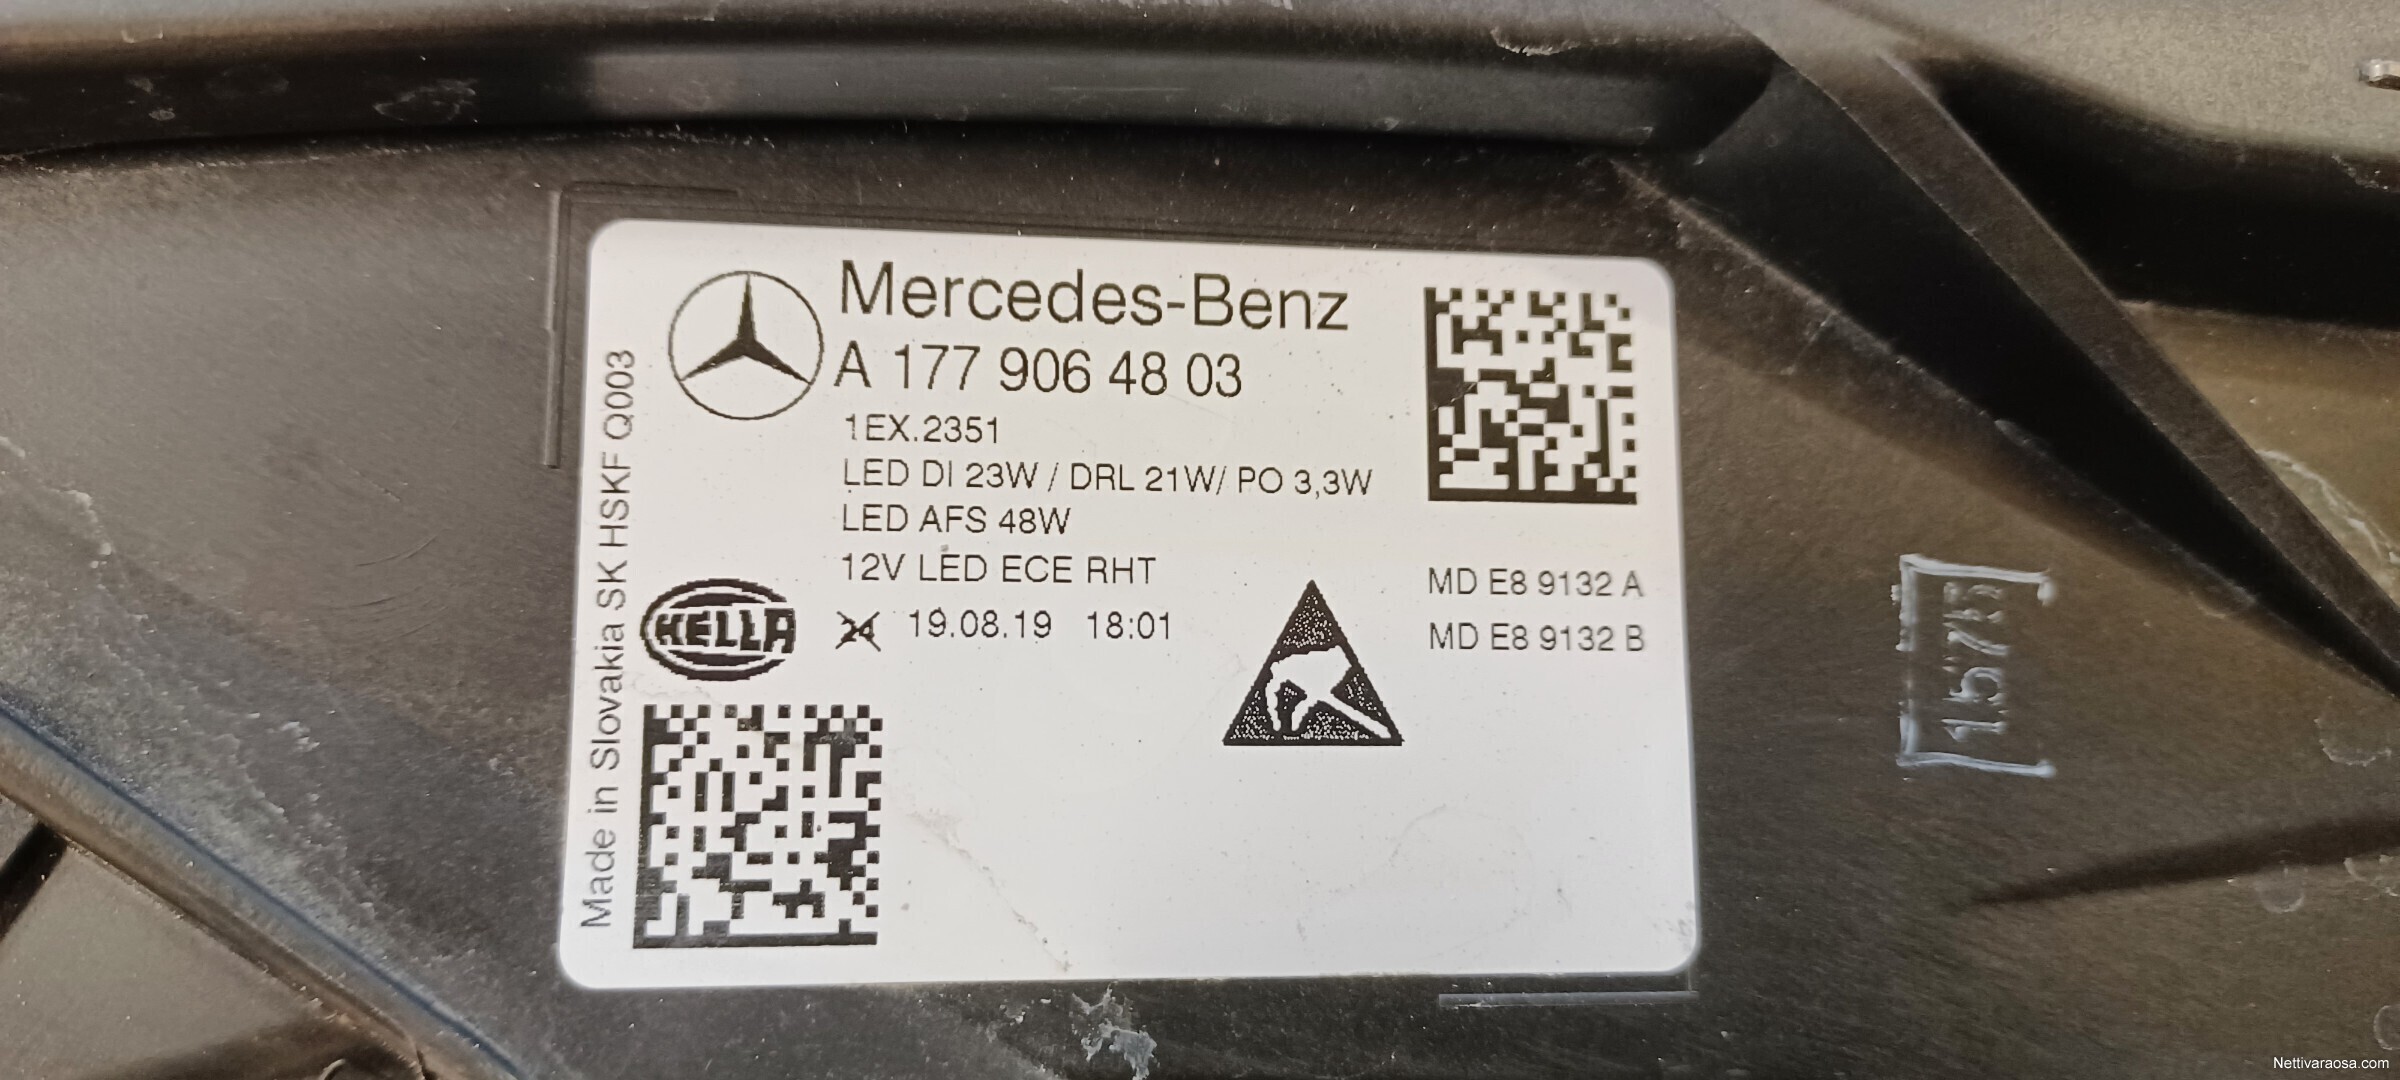 Mercedes-Benz
A 177 906 48 03
1EX.2351
LED DI 23W / DRL 21W/ PO 3,3W
LED AFS 48W
12V LED ECE RHT
HELLA
24 19.08.19 18:01
MD E8 9132 A
MD E8 9132 B
Made in Slovakia SK HSKF Q003
Nettivaraosa.com